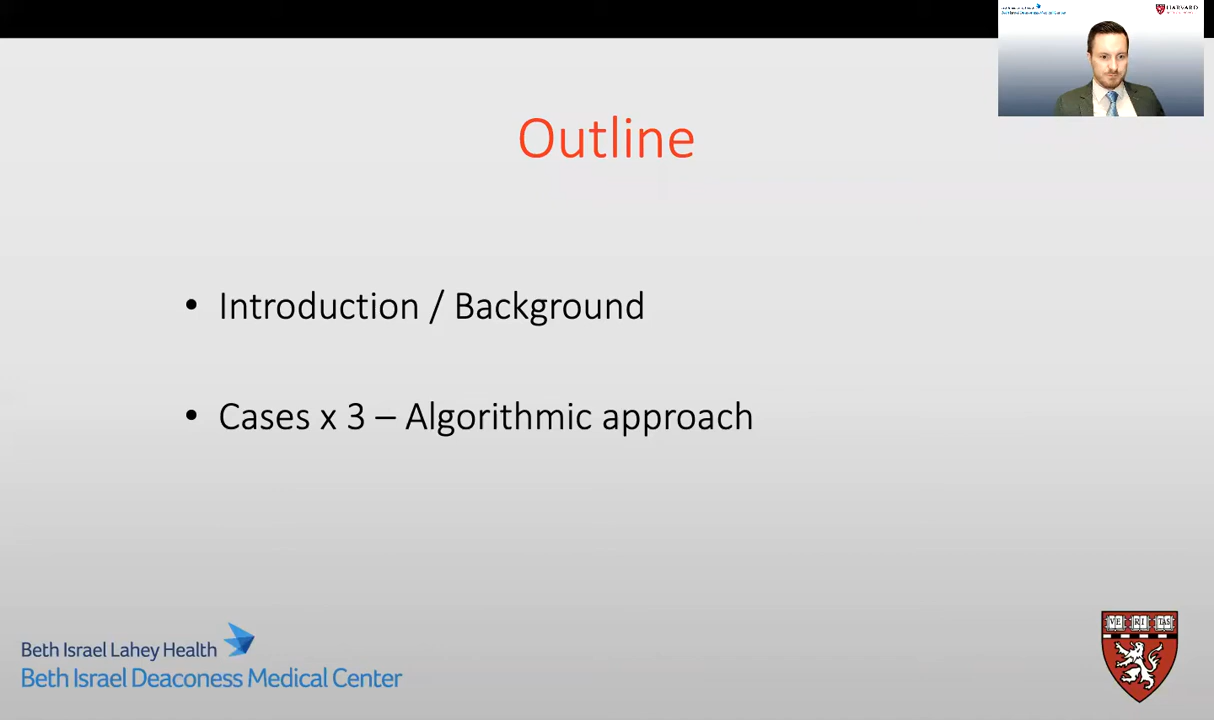 HARVARD
Outline
• Introduction / Background
• Cases x 3 – Algorithmic approach
Beth Israel Lahey Health
Beth Israel Deaconess Medical Center
VE RI TAS